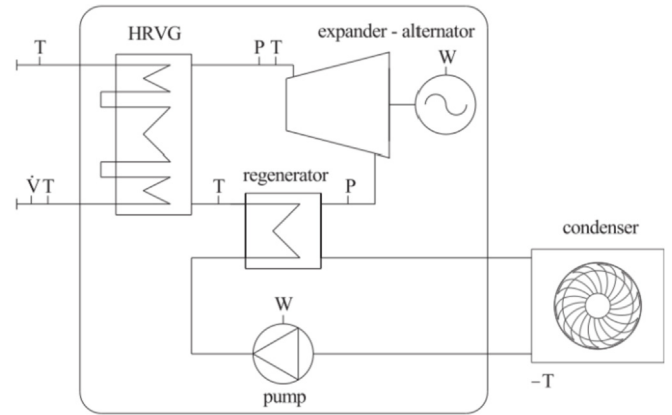 HRVG
expander - alternator
T
P T
W
V̇ T
T
regenerator
P
condenser
W
pump
–T